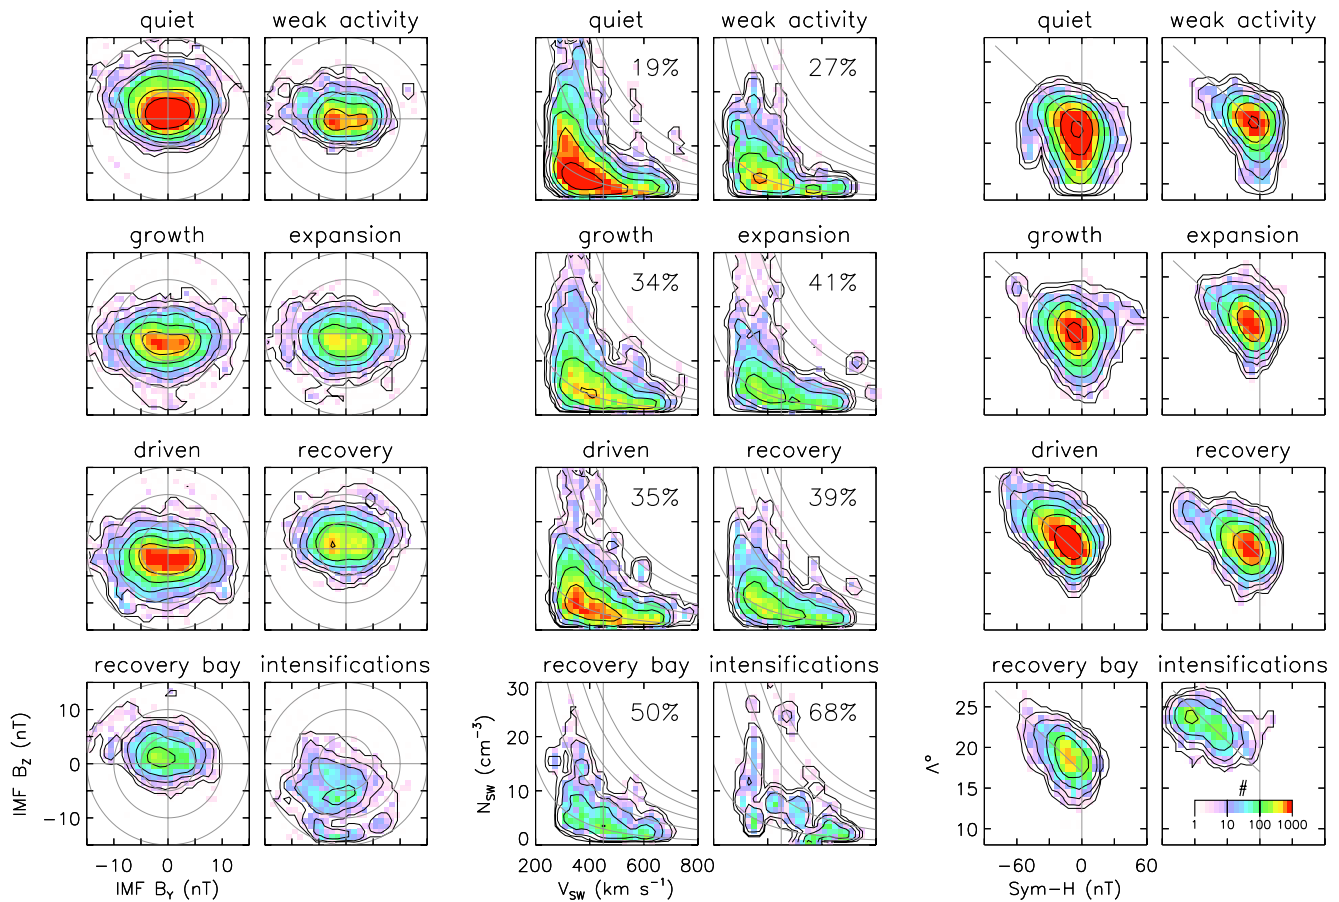 quiet weak activity quiet weak activity quiet weak activity
19% 27%
growth expansion growth expansion growth expansion
34% 41%
driven recovery driven recovery driven recovery
35% 39%
recovery bay intensifications recovery bay intensifications recovery bay intensifications
50% 68%
IMF B_Z (nT)
10
0
−10
−10 0 10
IMF B_Y (nT)
N_SW (cm⁻³)
30
20
10
0
200 400 600 800
V_SW (km s⁻¹)
Λ°
25
20
15
10
−60 0 60
Sym−H (nT)
#
1 10 100 1000